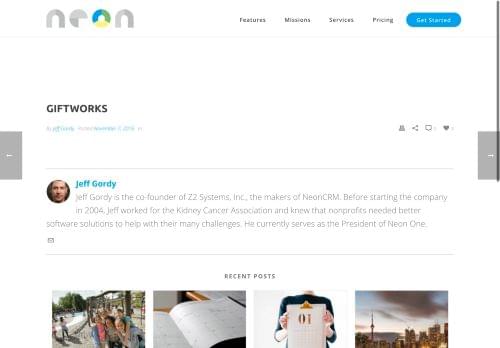 neon
Features Missions Services Pricing Get Started
GIFTWORKS
By Jeff Gordy Posted November 7, 2016 In
0 0
← →
Jeff Gordy
Jeff Gordy is the co-founder of Z2 Systems, Inc., the makers of NeonCRM. Before starting the company
in 2004, Jeff worked for the Kidney Cancer Association and knew that nonprofits needed better
software solutions to help with their many challenges. He currently serves as the President of Neon One.
RECENT POSTS
01